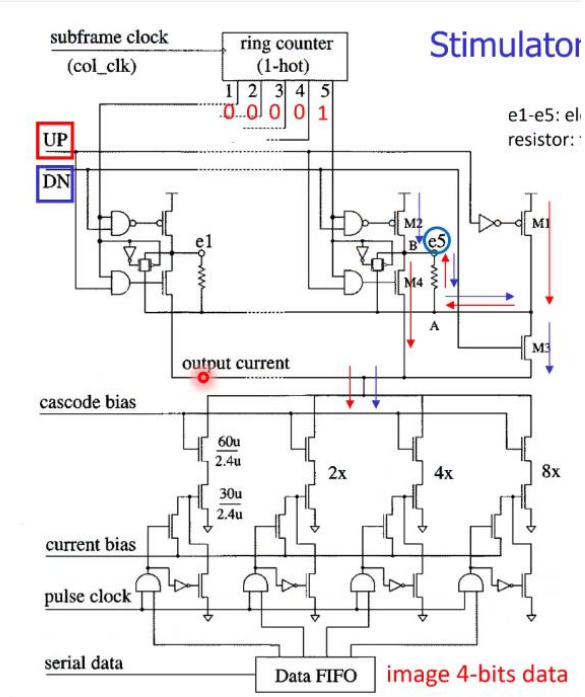 Stimulator
subframe clock
(col_clk)
ring counter
(1-hot)
1 2 3 4 5
0 0 0 0 1
e1-e5: el
resistor:
UP
DN
e1
M2
B
e5
M1
M4
A
M3
output current
cascode bias
60u
2.4u
2x
4x
8x
30u
2.4u
current bias
pulse clock
serial data
Data FIFO
image 4-bits data